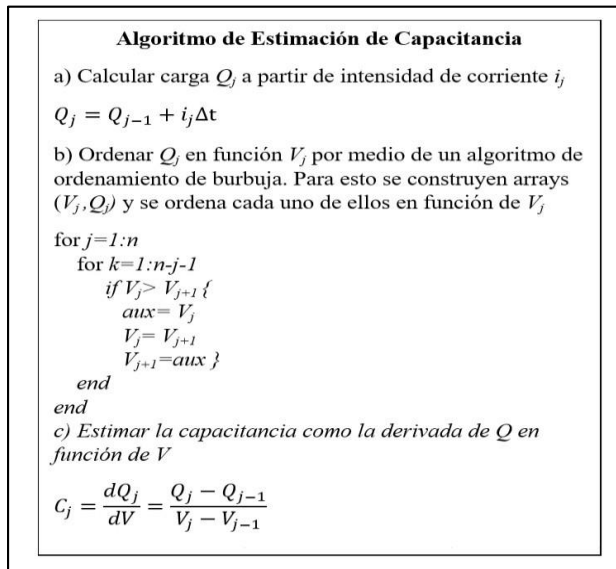 Algoritmo de Estimación de Capacitancia
a) Calcular carga Qⱼ a partir de intensidad de corriente iⱼ
Qⱼ = Qⱼ₋₁ + iⱼΔt
b) Ordenar Qⱼ en función Vⱼ por medio de un algoritmo de
ordenamiento de burbuja. Para esto se construyen arrays
(Vⱼ,Qⱼ) y se ordena cada uno de ellos en función de Vⱼ
for j=1:n
for k=1:n-j-1
if Vⱼ> Vⱼ₊₁ {
aux= Vⱼ
Vⱼ= Vⱼ₊₁
Vⱼ₊₁=aux }
end
end
c) Estimar la capacitancia como la derivada de Q en
función de V
Cⱼ = dQⱼ/dV = (Qⱼ − Qⱼ₋₁)/(Vⱼ − Vⱼ₋₁)